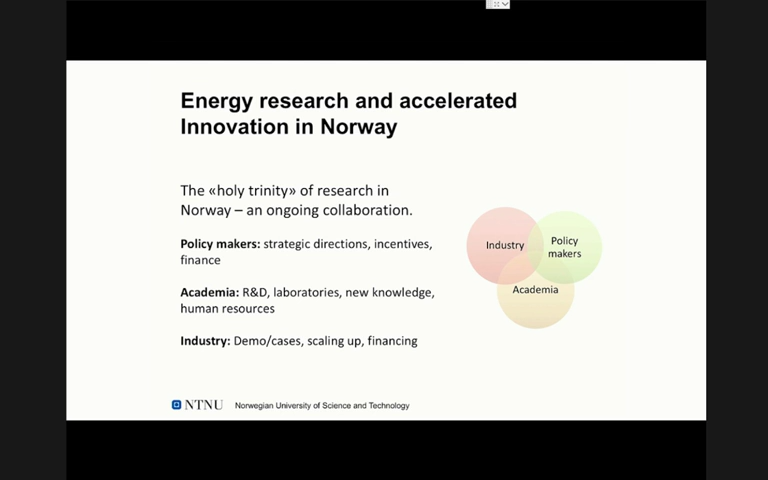 Energy research and accelerated
Innovation in Norway
The «holy trinity» of research in
Norway – an ongoing collaboration.
Policy makers: strategic directions, incentives,
finance
Academia: R&D, laboratories, new knowledge,
human resources
Industry: Demo/cases, scaling up, financing
Industry
Policy
makers
Academia
NTNU Norwegian University of Science and Technology